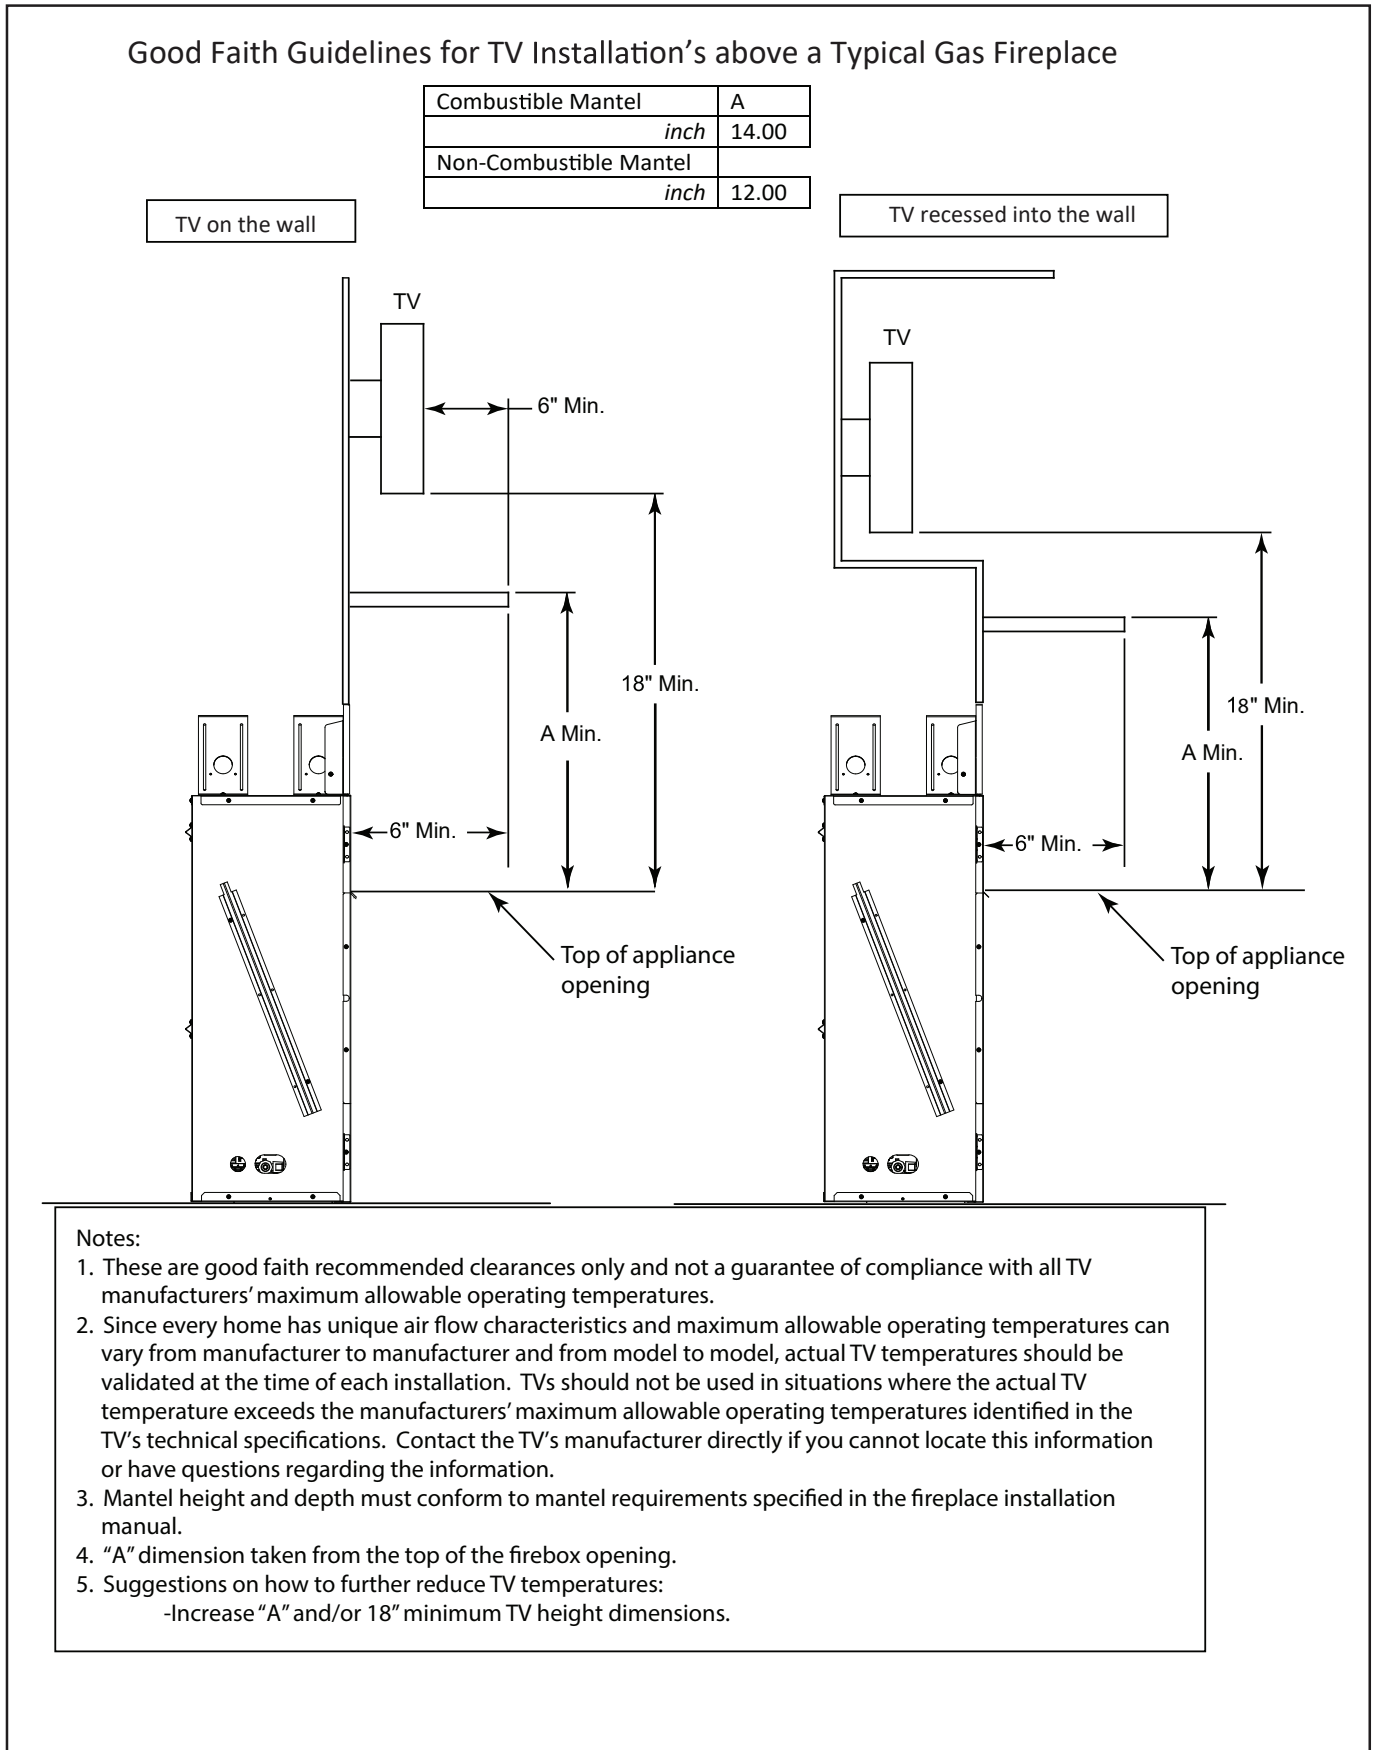 Good Faith Guidelines for TV Installation's above a Typical Gas Fireplace
Combustible Mantel A
inch 14.00
Non-Combustible Mantel
inch 12.00
TV on the wall
TV recessed into the wall
TV
6" Min.
18" Min.
A Min.
6" Min.
Top of appliance
opening
TV
18" Min.
A Min.
6" Min.
Top of appliance
opening
Notes:
1. These are good faith recommended clearances only and not a guarantee of compliance with all TV
manufacturers’ maximum allowable operating temperatures.
2. Since every home has unique air flow characteristics and maximum allowable operating temperatures can
vary from manufacturer to manufacturer and from model to model, actual TV temperatures should be
validated at the time of each installation. TVs should not be used in situations where the actual TV
temperature exceeds the manufacturers’ maximum allowable operating temperatures identified in the
TV’s technical specifications. Contact the TV’s manufacturer directly if you cannot locate this information
or have questions regarding the information.
3. Mantel height and depth must conform to mantel requirements specified in the fireplace installation
manual.
4. “A” dimension taken from the top of the firebox opening.
5. Suggestions on how to further reduce TV temperatures:
-Increase “A” and/or 18” minimum TV height dimensions.